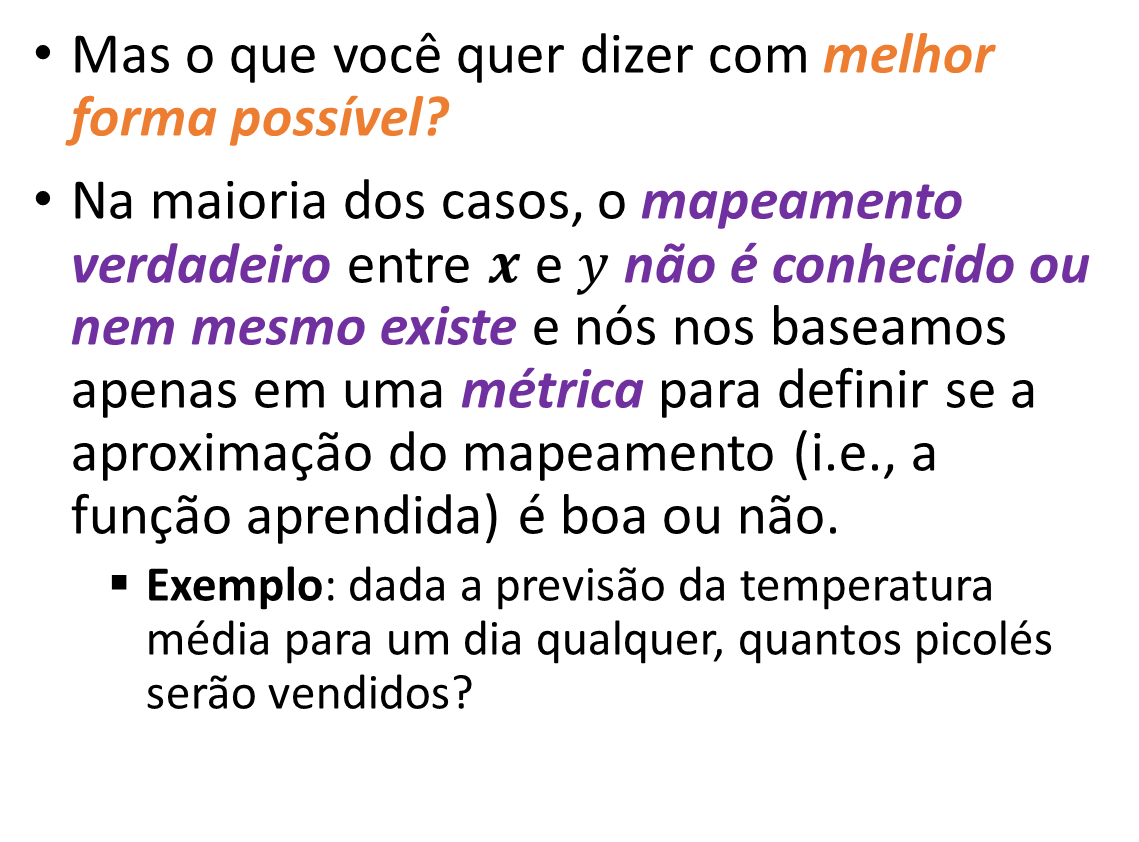 • Mas o que você quer dizer com melhor
forma possível?
• Na maioria dos casos, o mapeamento
verdadeiro entre 𝒙 e 𝑦 não é conhecido ou
nem mesmo existe e nós nos baseamos
apenas em uma métrica para definir se a
aproximação do mapeamento (i.e., a
função aprendida) é boa ou não.
▪ Exemplo: dada a previsão da temperatura
média para um dia qualquer, quantos picolés
serão vendidos?